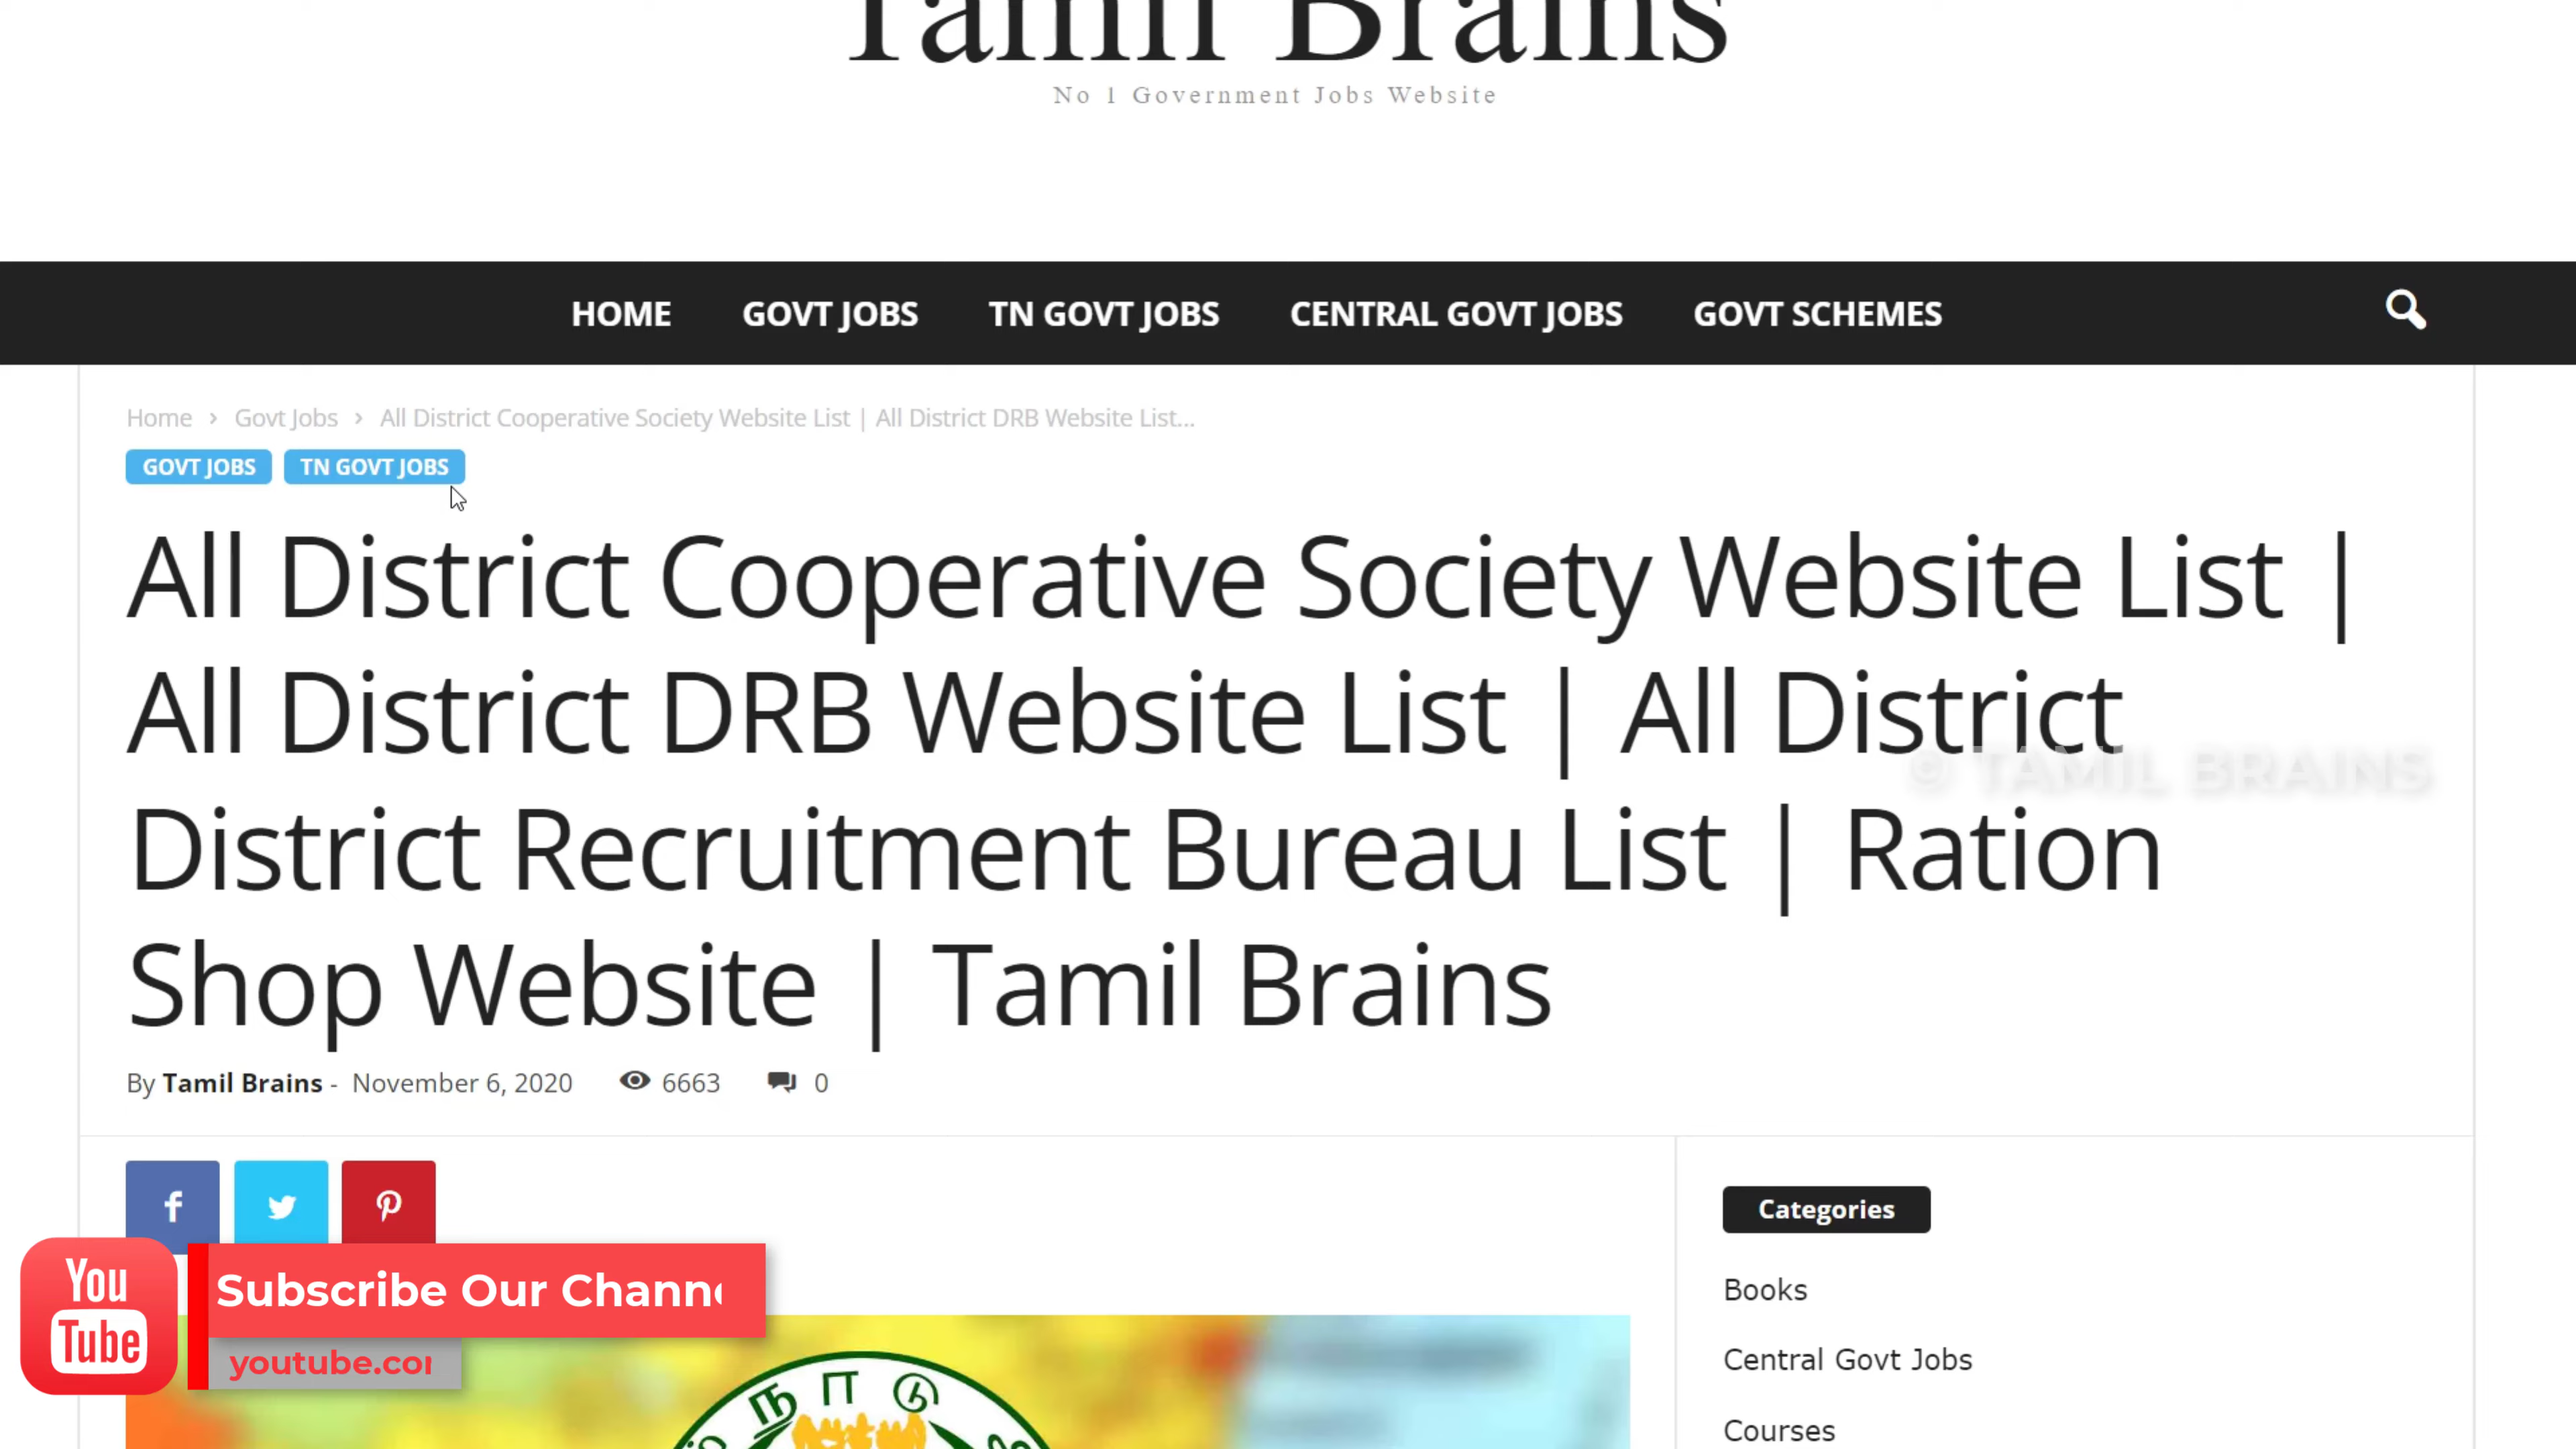 Tamil Brains
No 1 Government Jobs Website
HOME GOVT JOBS TN GOVT JOBS CENTRAL GOVT JOBS GOVT SCHEMES
Home › Govt Jobs › All District Cooperative Society Website List | All District DRB Website List...
GOVT JOBS TN GOVT JOBS
All District Cooperative Society Website List |
All District DRB Website List | All District
© TAMIL BRAINS
District Recruitment Bureau List | Ration
Shop Website | Tamil Brains
By Tamil Brains - November 6, 2020 6663 0
Categories
You
Tube
Subscribe Our Chann
youtube.co
Books
Central Govt Jobs
Courses
நாடு